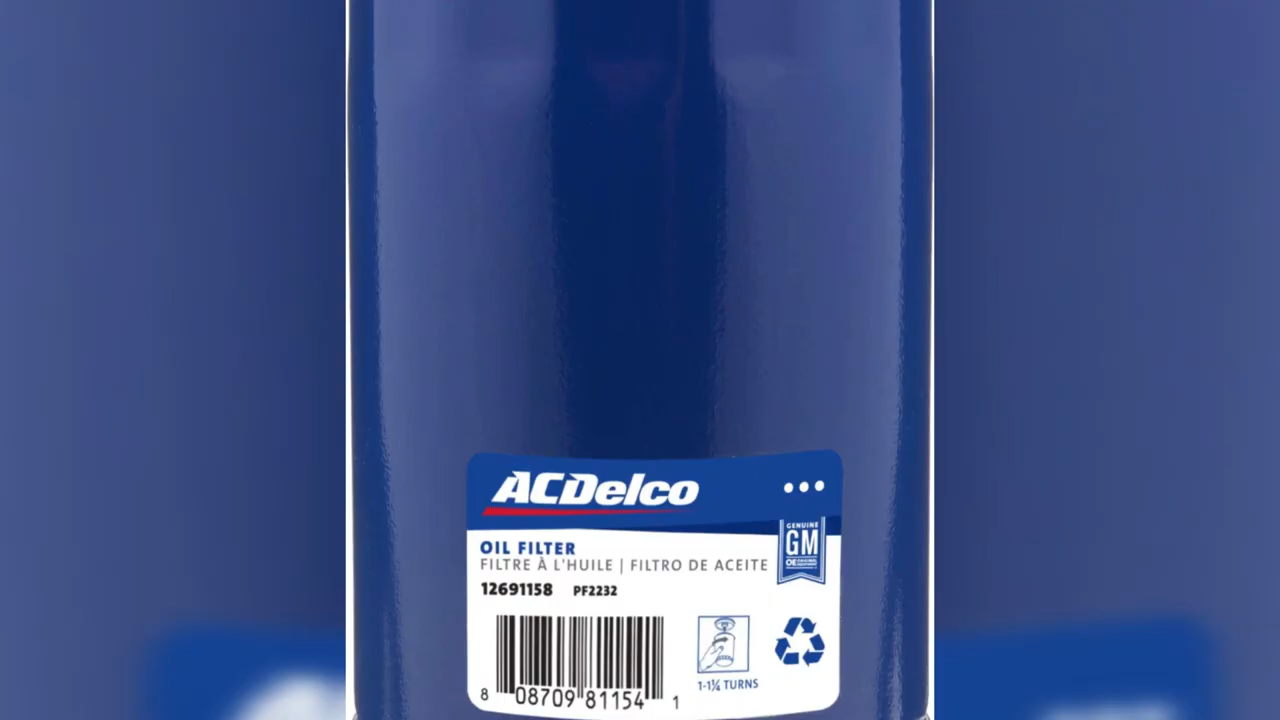 ACDelco
GENUINE
GM
OE
OIL FILTER
FILTRE À L'HUILE | FILTRO DE ACEITE
12691158 PF2232
1-1¼ TURNS
8 08709 81154 1